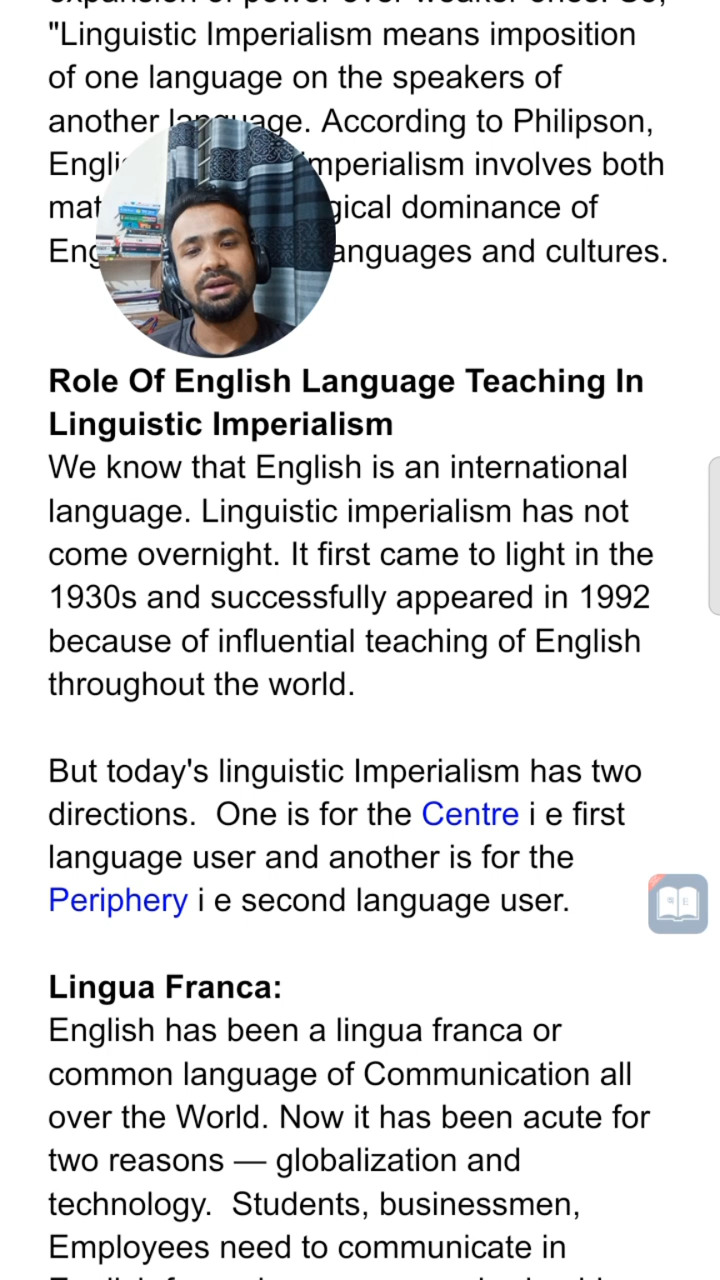 "Linguistic Imperialism means imposition
of one language on the speakers of
another language. According to Philipson,
mperialism involves both
dominance of
anguages and cultures.
Role Of English Language Teaching In
Linguistic Imperialism
We know that English is an international
language. Linguistic imperialism has not
come overnight. It first came to light in the
1930s and successfully appeared in 1992
because of influential teaching of English
throughout the world.
But today's linguistic Imperialism has two
directions.  One is for the Centre i e first
language user and another is for the
Periphery i e second language user.
Lingua Franca:
English has been a lingua franca or
common language of Communication all
over the World. Now it has been acute for
two reasons — globalization and
technology.  Students, businessmen,
Employees need to communicate in